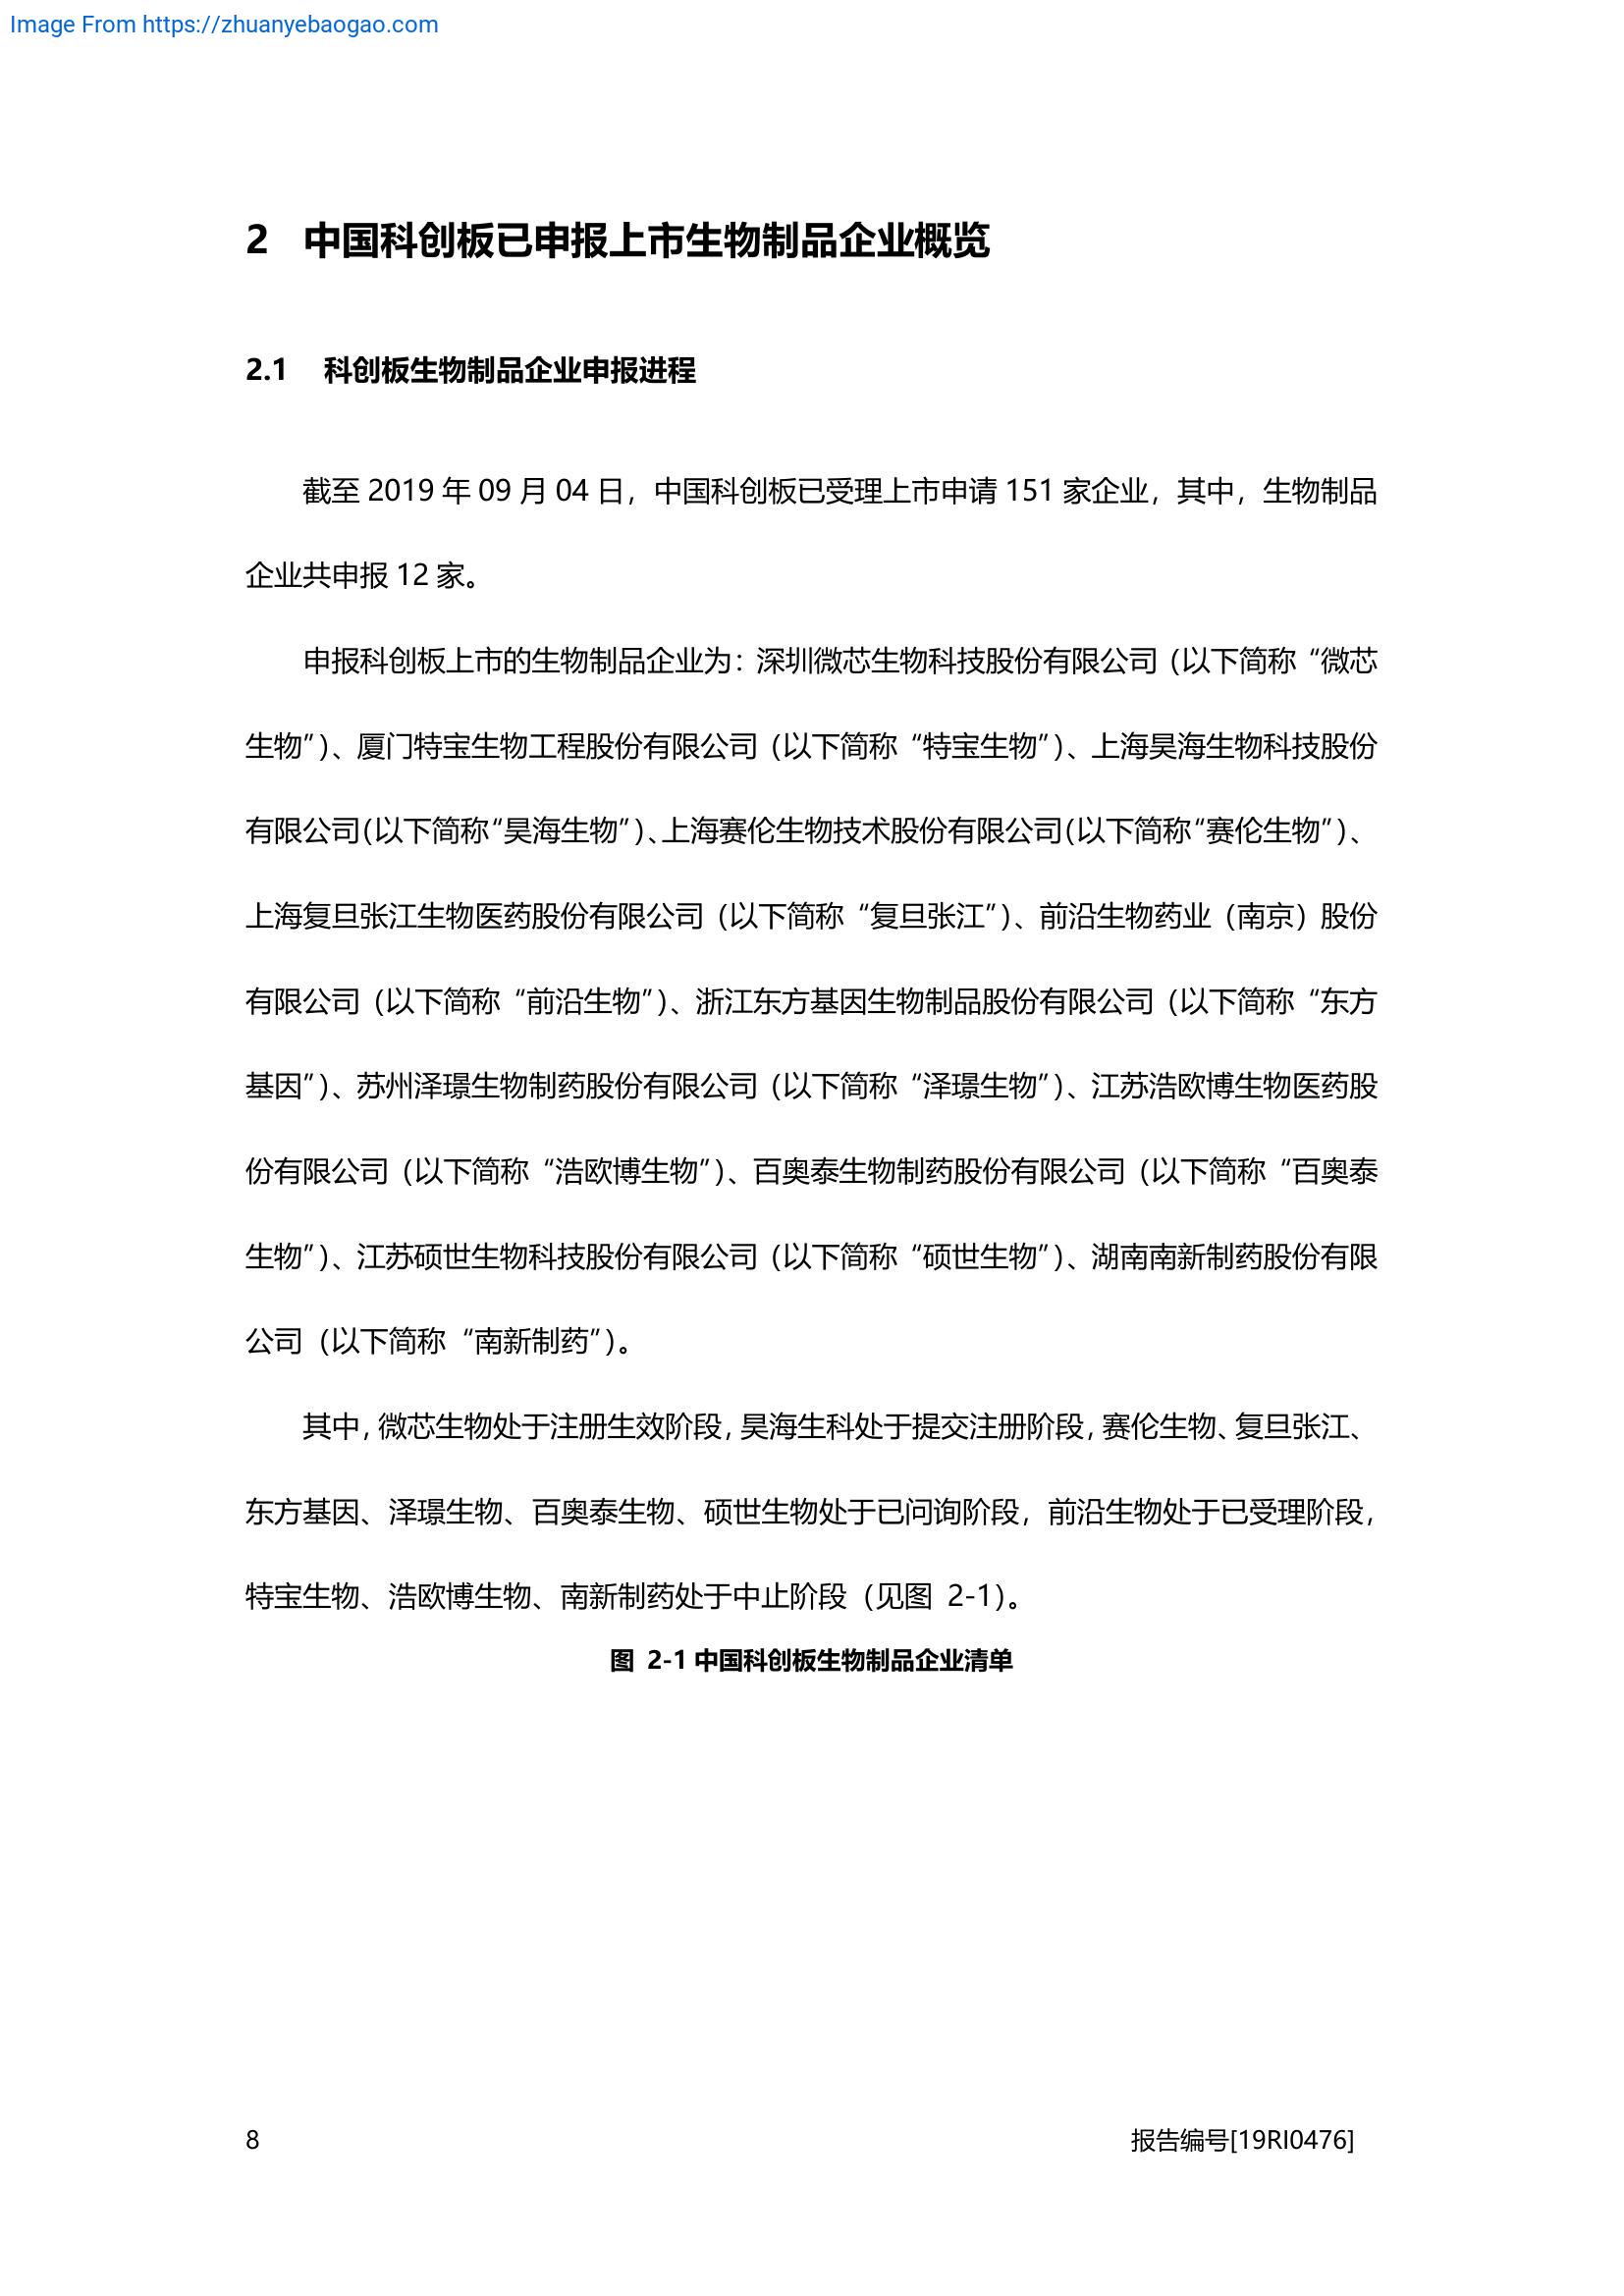 Image From https://zhuanyebaogao.com
2 中国科创板已申报上市生物制品企业概览
2.1 科创板生物制品企业申报进程
截至 2019 年 09 月 04 日，中国科创板已受理上市申请 151 家企业，其中，生物制品
企业共申报 12 家。
申报科创板上市的生物制品企业为：深圳微芯生物科技股份有限公司（以下简称“微芯
生物”）、厦门特宝生物工程股份有限公司（以下简称“特宝生物”）、上海昊海生物科技股份
有限公司（以下简称“昊海生物”）、上海赛伦生物技术股份有限公司（以下简称“赛伦生物”）、
上海复旦张江生物医药股份有限公司（以下简称“复旦张江”）、前沿生物药业（南京）股份
有限公司（以下简称“前沿生物”）、浙江东方基因生物制品股份有限公司（以下简称“东方
基因”）、苏州泽璟生物制药股份有限公司（以下简称“泽璟生物”）、江苏浩欧博生物医药股
份有限公司（以下简称“浩欧博生物”）、百奥泰生物制药股份有限公司（以下简称“百奥泰
生物”）、江苏硕世生物科技股份有限公司（以下简称“硕世生物”）、湖南南新制药股份有限
公司（以下简称“南新制药”）。
其中，微芯生物处于注册生效阶段，昊海生科处于提交注册阶段，赛伦生物、复旦张江、
东方基因、泽璟生物、百奥泰生物、硕世生物处于已问询阶段，前沿生物处于已受理阶段，
特宝生物、浩欧博生物、南新制药处于中止阶段（见图 2-1）。
图 2-1 中国科创板生物制品企业清单
8 报告编号[19RI0476]